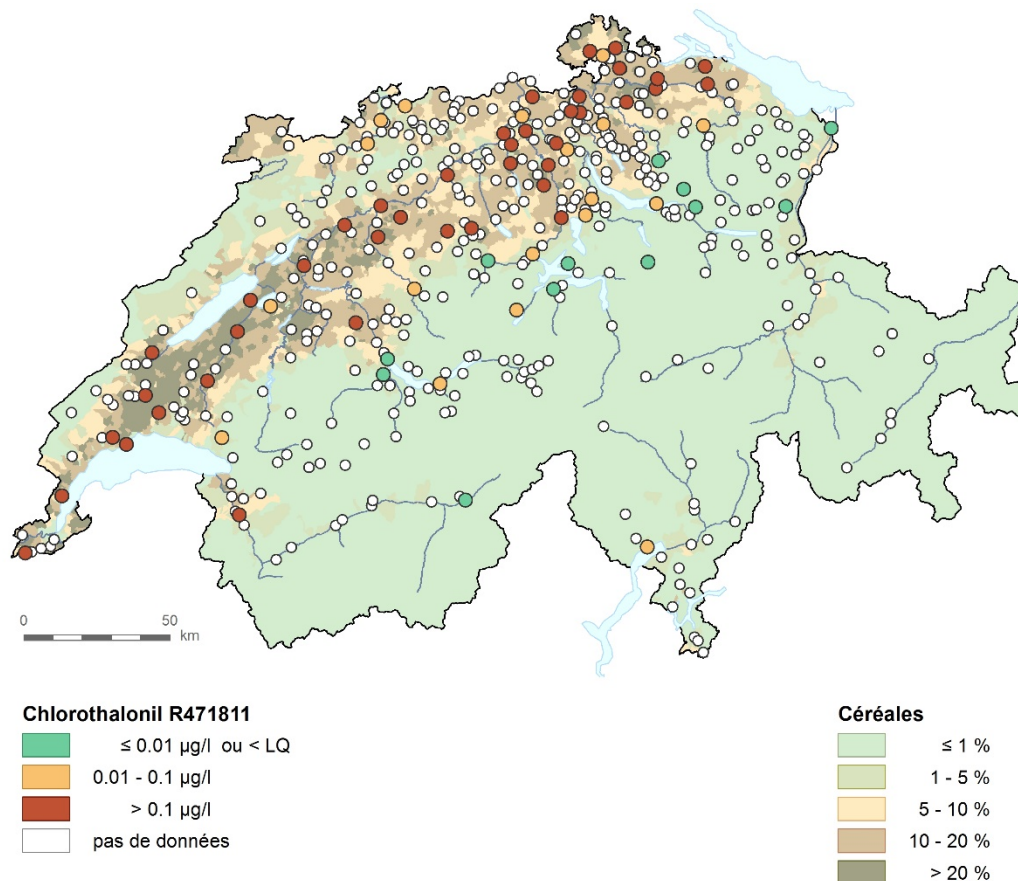 0 50
km
Chlorothalonil R471811
≤ 0.01 µg/l ou < LQ
0.01 - 0.1 µg/l
> 0.1 µg/l
pas de données
Céréales
≤ 1 %
1 - 5 %
5 - 10 %
10 - 20 %
> 20 %